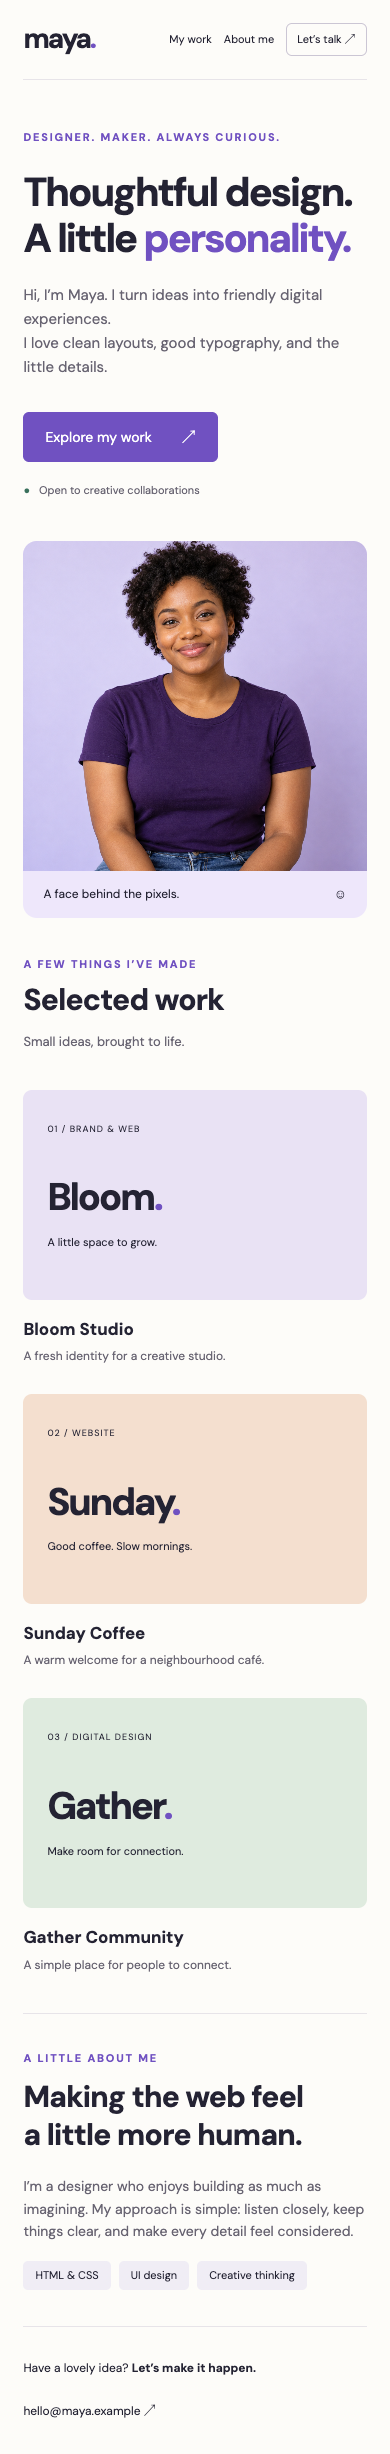 maya.
My work About me Let’s talk ↗
DESIGNER. MAKER. ALWAYS CURIOUS.
Thoughtful design.
A little personality.
Hi, I’m Maya. I turn ideas into friendly digital
experiences.
I love clean layouts, good typography, and the
little details.
Explore my work ↗
Open to creative collaborations
A face behind the pixels. ☺
A FEW THINGS I’VE MADE
Selected work
Small ideas, brought to life.
01 / BRAND & WEB
Bloom.
A little space to grow.
Bloom Studio
A fresh identity for a creative studio.
02 / WEBSITE
Sunday.
Good coffee. Slow mornings.
Sunday Coffee
A warm welcome for a neighbourhood café.
03 / DIGITAL DESIGN
Gather.
Make room for connection.
Gather Community
A simple place for people to connect.
A LITTLE ABOUT ME
Making the web feel
a little more human.
I’m a designer who enjoys building as much as
imagining. My approach is simple: listen closely, keep
things clear, and make every detail feel considered.
HTML & CSS UI design Creative thinking
Have a lovely idea? Let’s make it happen.
hello@maya.example ↗